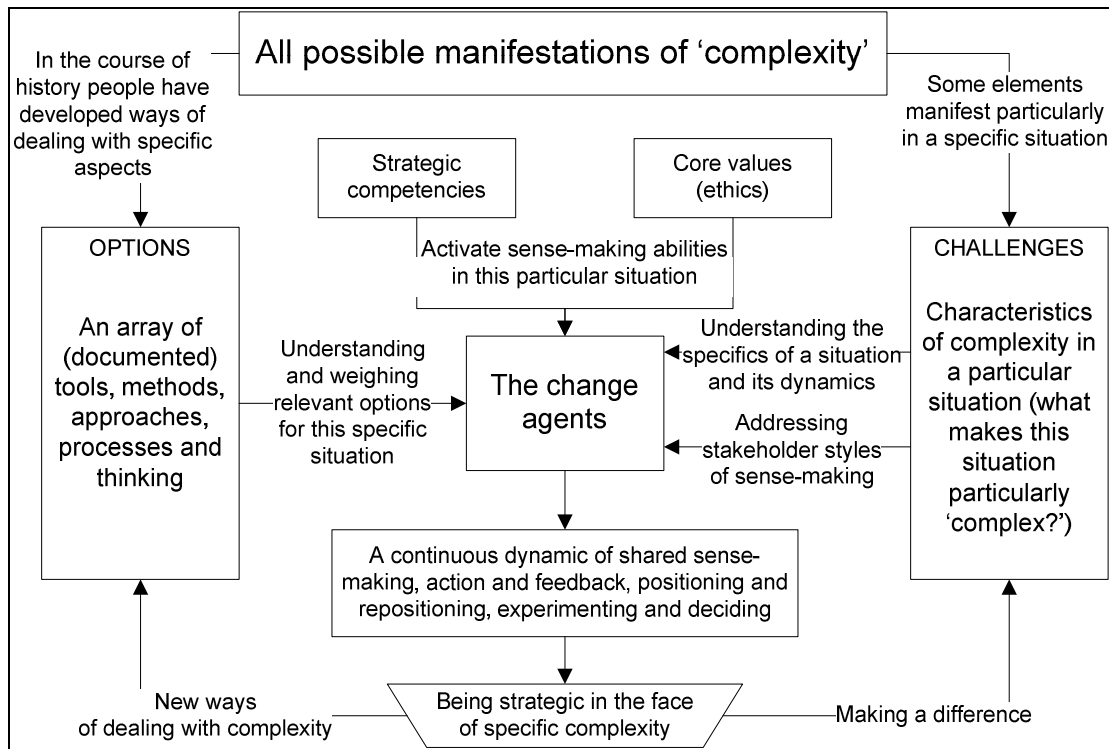 All possible manifestations of ‘complexity’
In the course of
history people have
developed ways of
dealing with specific
aspects
Some elements
manifest particularly
in a specific situation
Strategic
competencies
Core values
(ethics)
Activate sense-making abilities
in this particular situation
OPTIONS
An array of
(documented)
tools, methods,
approaches,
processes and
thinking
Understanding
and weighing
relevant options
for this specific
situation
The change
agents
Understanding the
specifics of a situation
and its dynamics
Addressing
stakeholder styles
of sense-making
CHALLENGES
Characteristics
of complexity in
a particular
situation (what
makes this
situation
particularly
‘complex?’)
A continuous dynamic of shared sense-
making, action and feedback, positioning and
repositioning, experimenting and deciding
New ways
of dealing with complexity
Being strategic in the face
of specific complexity
Making a difference